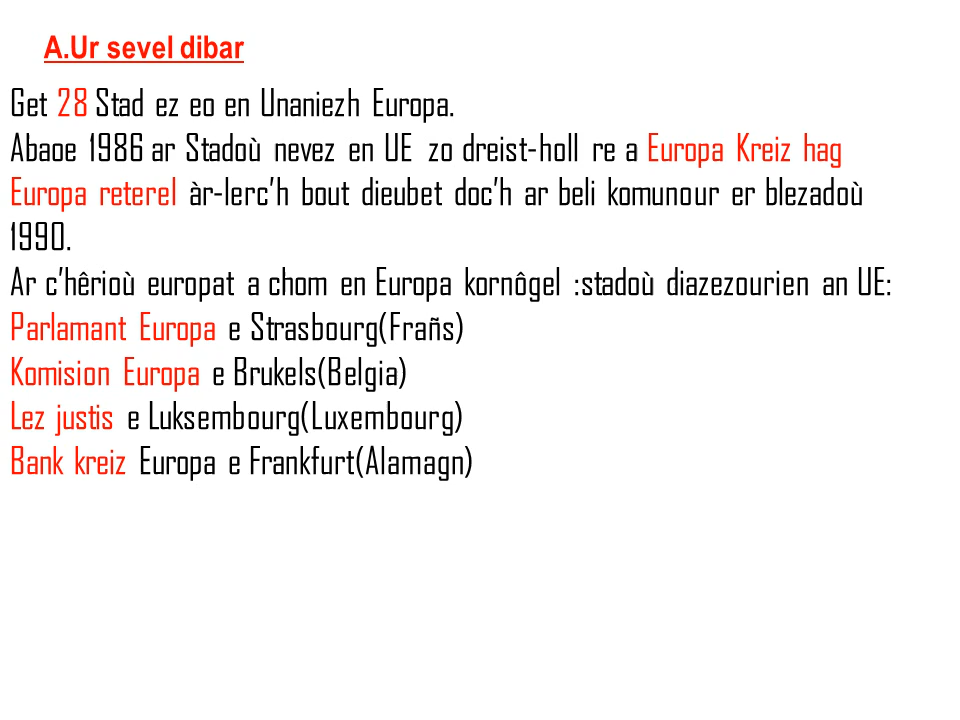 A.Ur sevel dibar
Get 28 Stad ez eo en Unaniezh Europa.
Abaoe 1986 ar Stadoù nevez en UE zo dreist-holl re a Europa Kreiz hag
Europa reterel àr-lerc'h bout dieubet doc'h ar beli komunour er blezadoù
1990.
Ar c'hêrioù europat a chom en Europa kornôgel :stadoù diazezourien an UE:
Parlamant Europa e Strasbourg(Frañs)
Komision Europa e Brukels(Belgia)
Lez justis e Luksembourg(Luxembourg)
Bank kreiz Europa e Frankfurt(Alamagn)